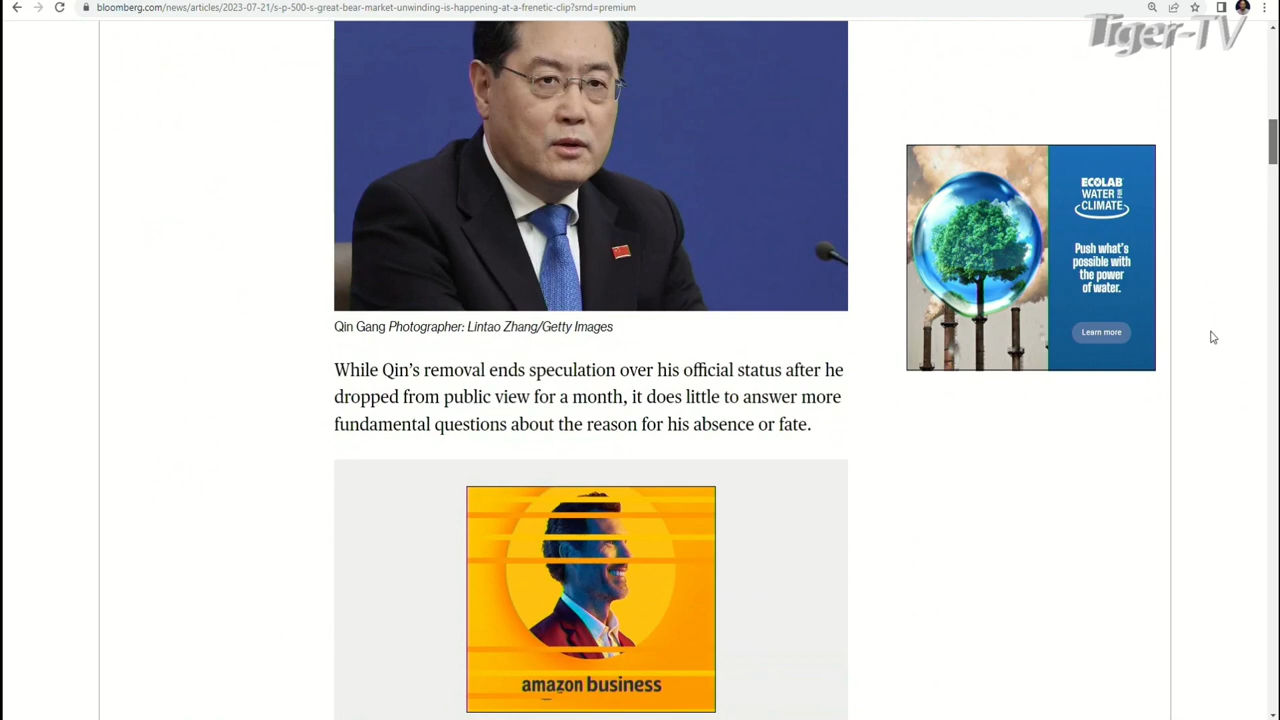 bloomberg.com/news/articles/2023-07-21/s-p-500-s-great-bear-market-unwinding-is-happening-at-a-frenetic-clip?srnd=premium
Tiger-TV
ECOLAB
WATER FOR
CLIMATE
Push what's
possible with
the power
of water.
Learn more
Qin Gang Photographer: Lintao Zhang/Getty Images
While Qin’s removal ends speculation over his official status after he
dropped from public view for a month, it does little to answer more
fundamental questions about the reason for his absence or fate.
amazon business